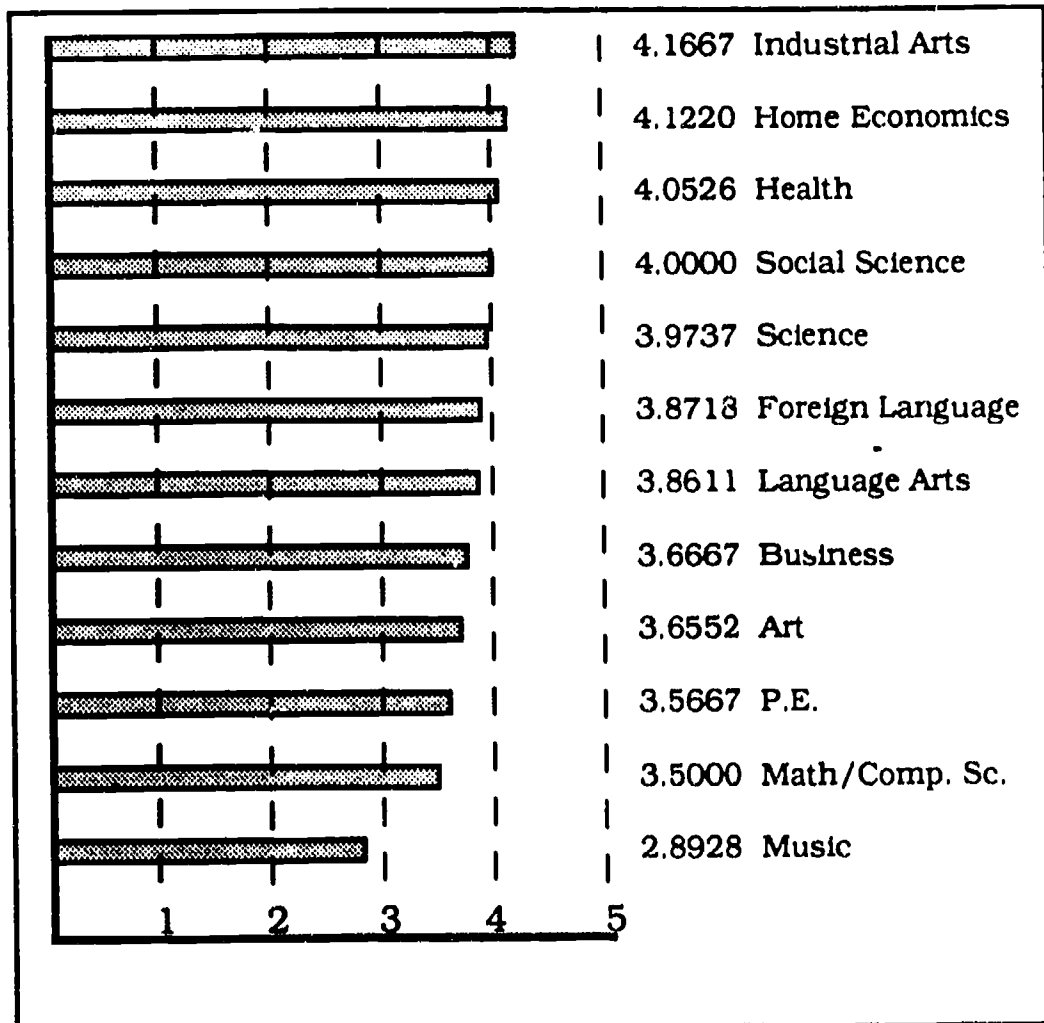 4.1667 Industrial Arts
4.1220 Home Economics
4.0526 Health
4.0000 Social Science
3.9737 Science
3.8718 Foreign Language
3.8611 Language Arts
3.6667 Business
3.6552 Art
3.5667 P.E.
3.5000 Math/Comp. Sc.
2.8928 Music
1 2 3 4 5